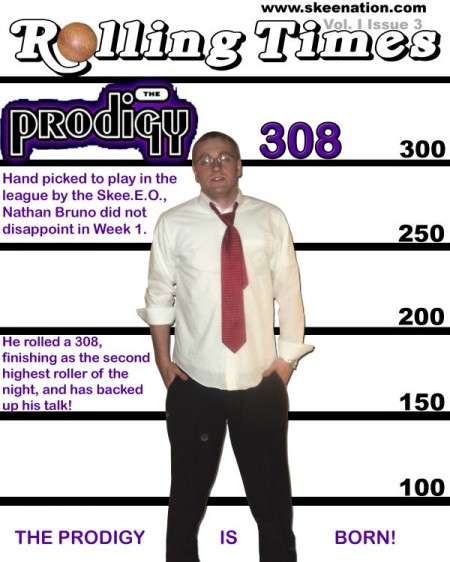 www.skeenation.com
Vol. I Issue 3
Rolling Times
THE
PRODIGY
308
300
Hand picked to play in the
league by the Skee.E.O.,
Nathan Bruno did not
disappoint in Week 1.
250
200
He rolled a 308,
finishing as the second
highest roller of the
night, and has backed
up his talk!
150
100
THE PRODIGY IS BORN!